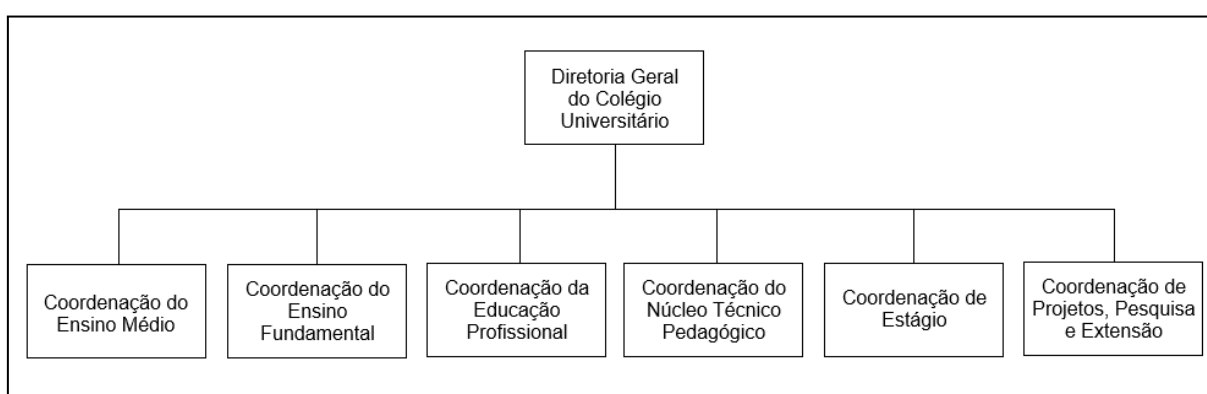 Diretoria Geral
do Colégio
Universitário
Coordenação do
Ensino Médio
Coordenação do
Ensino
Fundamental
Coordenação da
Educação
Profissional
Coordenação do
Núcleo Técnico
Pedagógico
Coordenação de
Estágio
Coordenação de
Projetos, Pesquisa
e Extensão